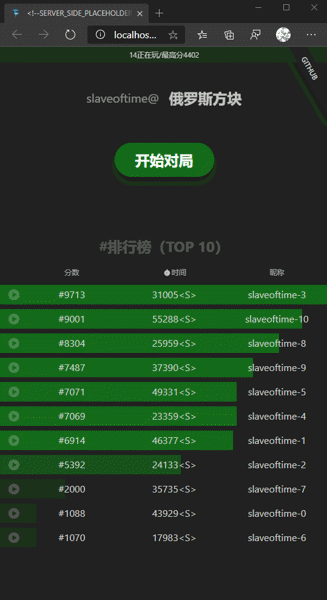 <!--SERVER_SIDE_PLACEHOLDER
localhos...
14正在玩/最高分4402
GITHUB
slaveoftime@ 俄罗斯方块
开始对局
#排行榜（TOP 10）
分数 时间 昵称
#9713 31005<S> slaveoftime-3
#9001 55288<S> slaveoftime-10
#8304 25959<S> slaveoftime-8
#7487 37390<S> slaveoftime-9
#7071 49331<S> slaveoftime-5
#7069 23359<S> slaveoftime-4
#6914 46377<S> slaveoftime-1
#5392 24133<S> slaveoftime-2
#2000 35735<S> slaveoftime-7
#1088 43929<S> slaveoftime-0
#1070 17983<S> slaveoftime-6